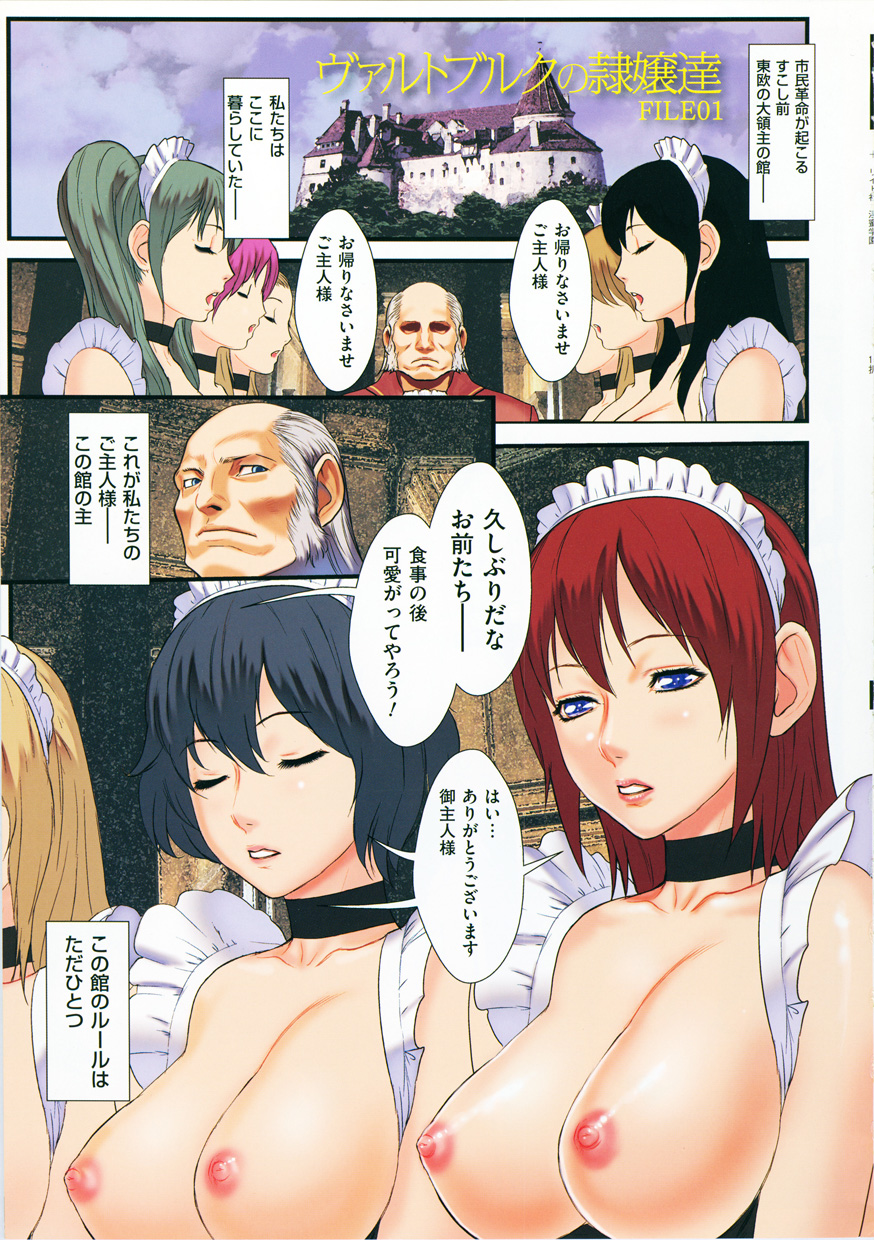 ヴァルトブルクの隷嬢達
FILE01
市民革命が起こる
すこし前
東欧の大領主の館――
私たちは
ここに
暮らしていた――
お帰りなさいませ
ご主人様
お帰りなさいませ
ご主人様
これが私たちの
ご主人様――
この館の主
久しぶりだな
お前たち――
食事の後
可愛がってやろう!
はい…
ありがとうございます
御主人様
この館のルールは
ただひとつ